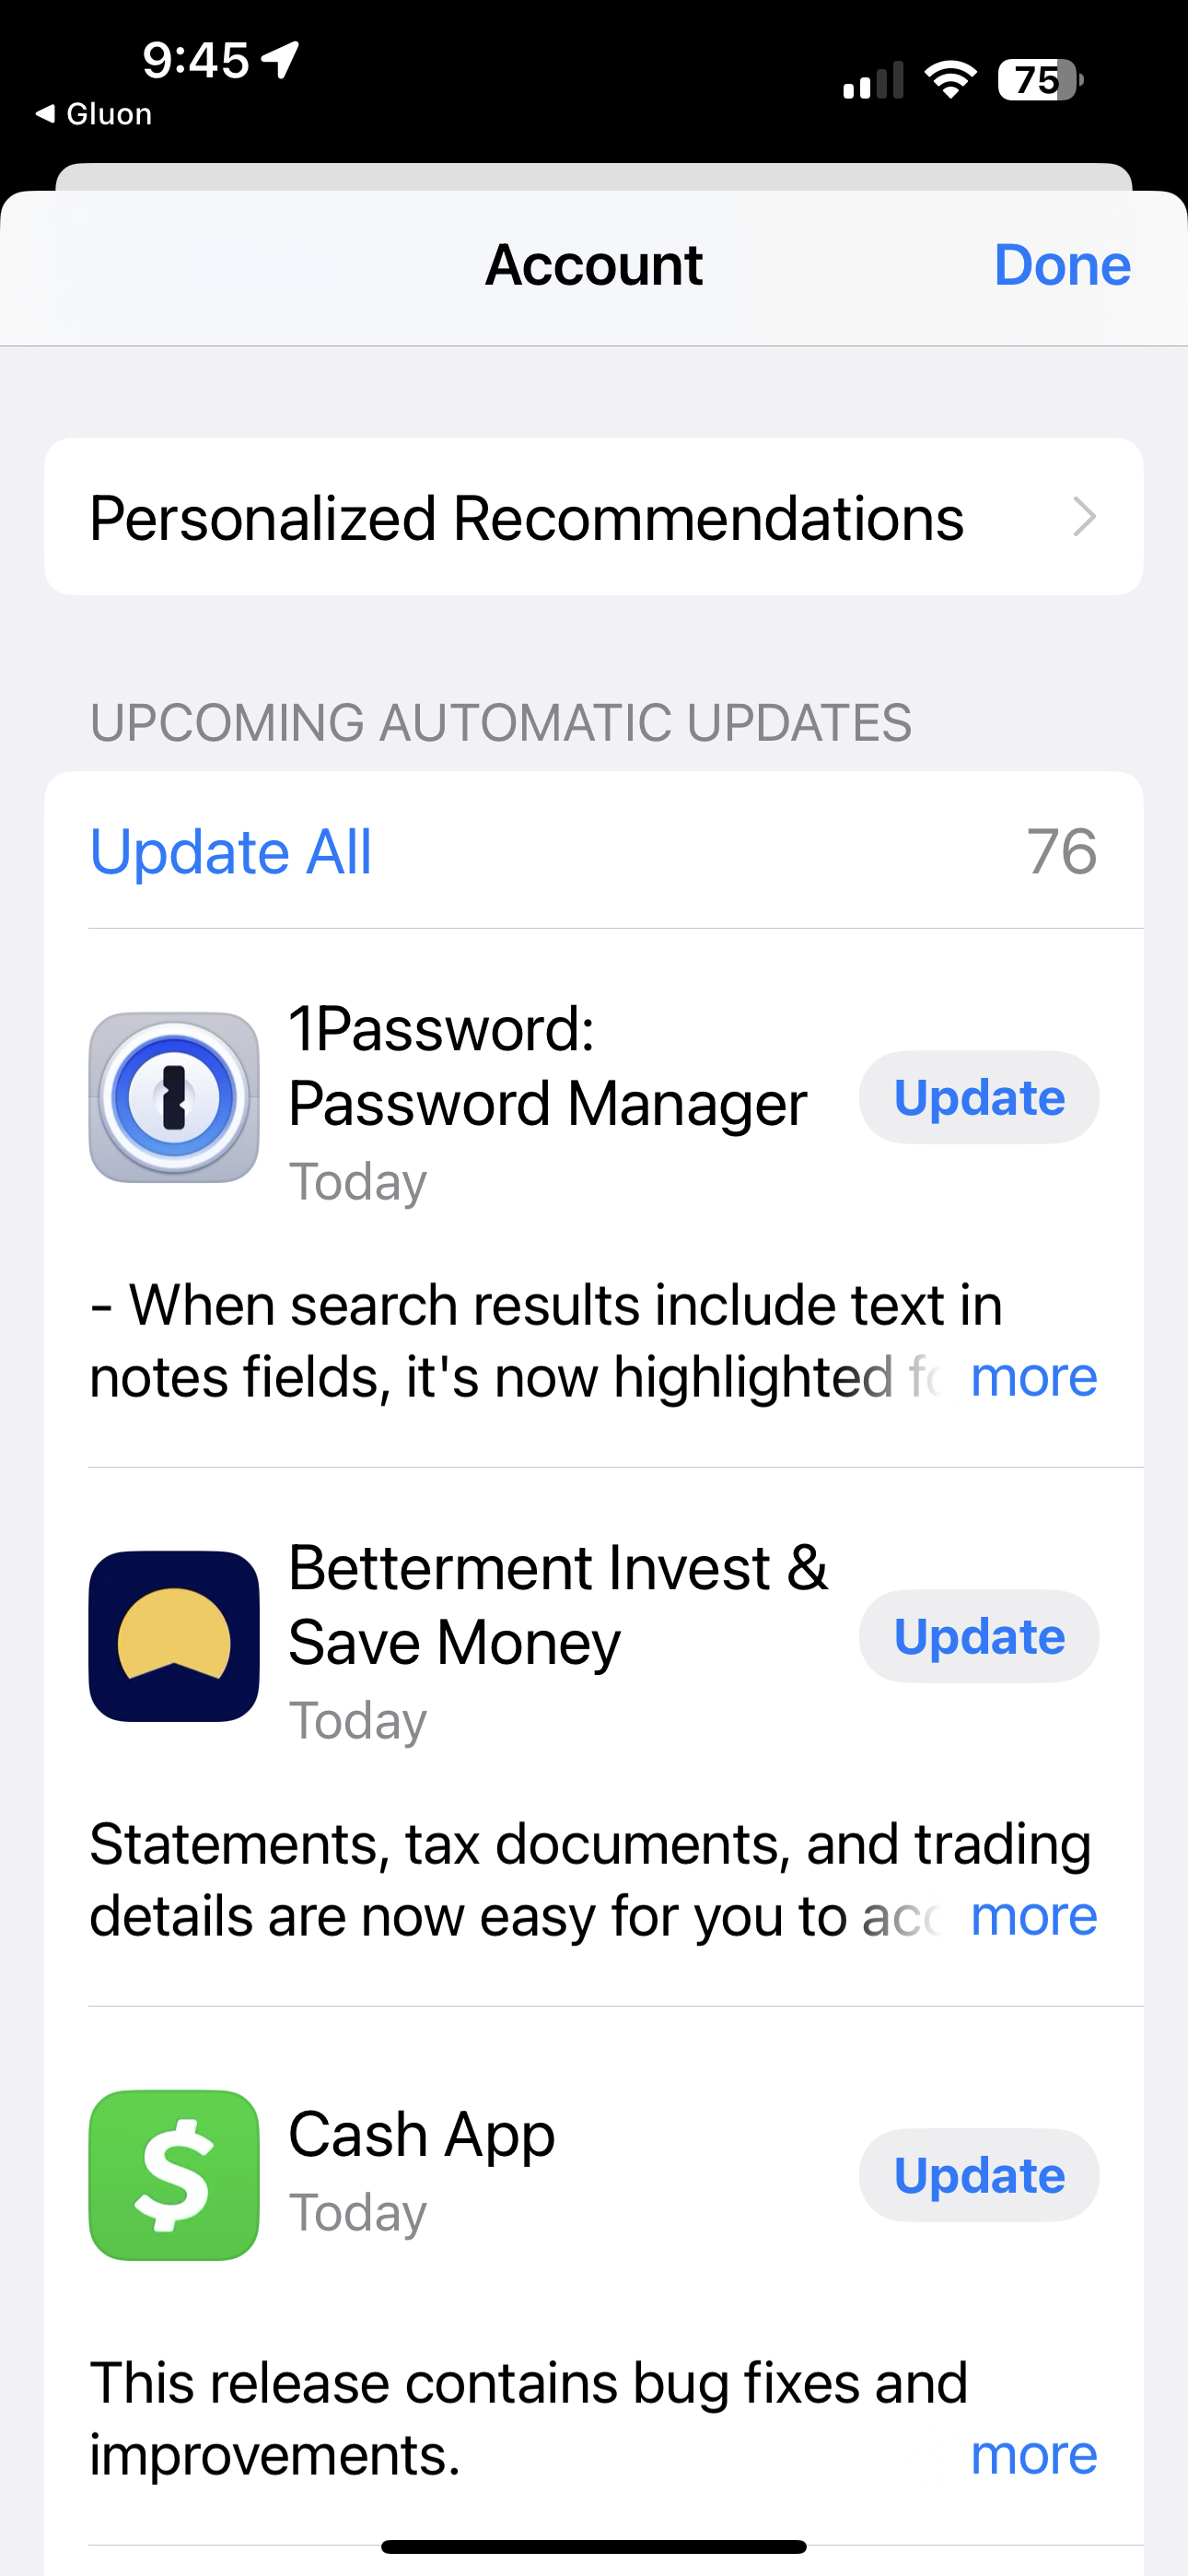 9:45
75
◀ Gluon
Account
Done
Personalized Recommendations
UPCOMING AUTOMATIC UPDATES
Update All
76
1Password:
Password Manager
Today
Update
- When search results include text in
notes fields, it's now highlighted
more
Betterment Invest &
Save Money
Today
Update
Statements, tax documents, and trading
details are now easy for you to
more
Cash App
Today
Update
This release contains bug fixes and
improvements.
more